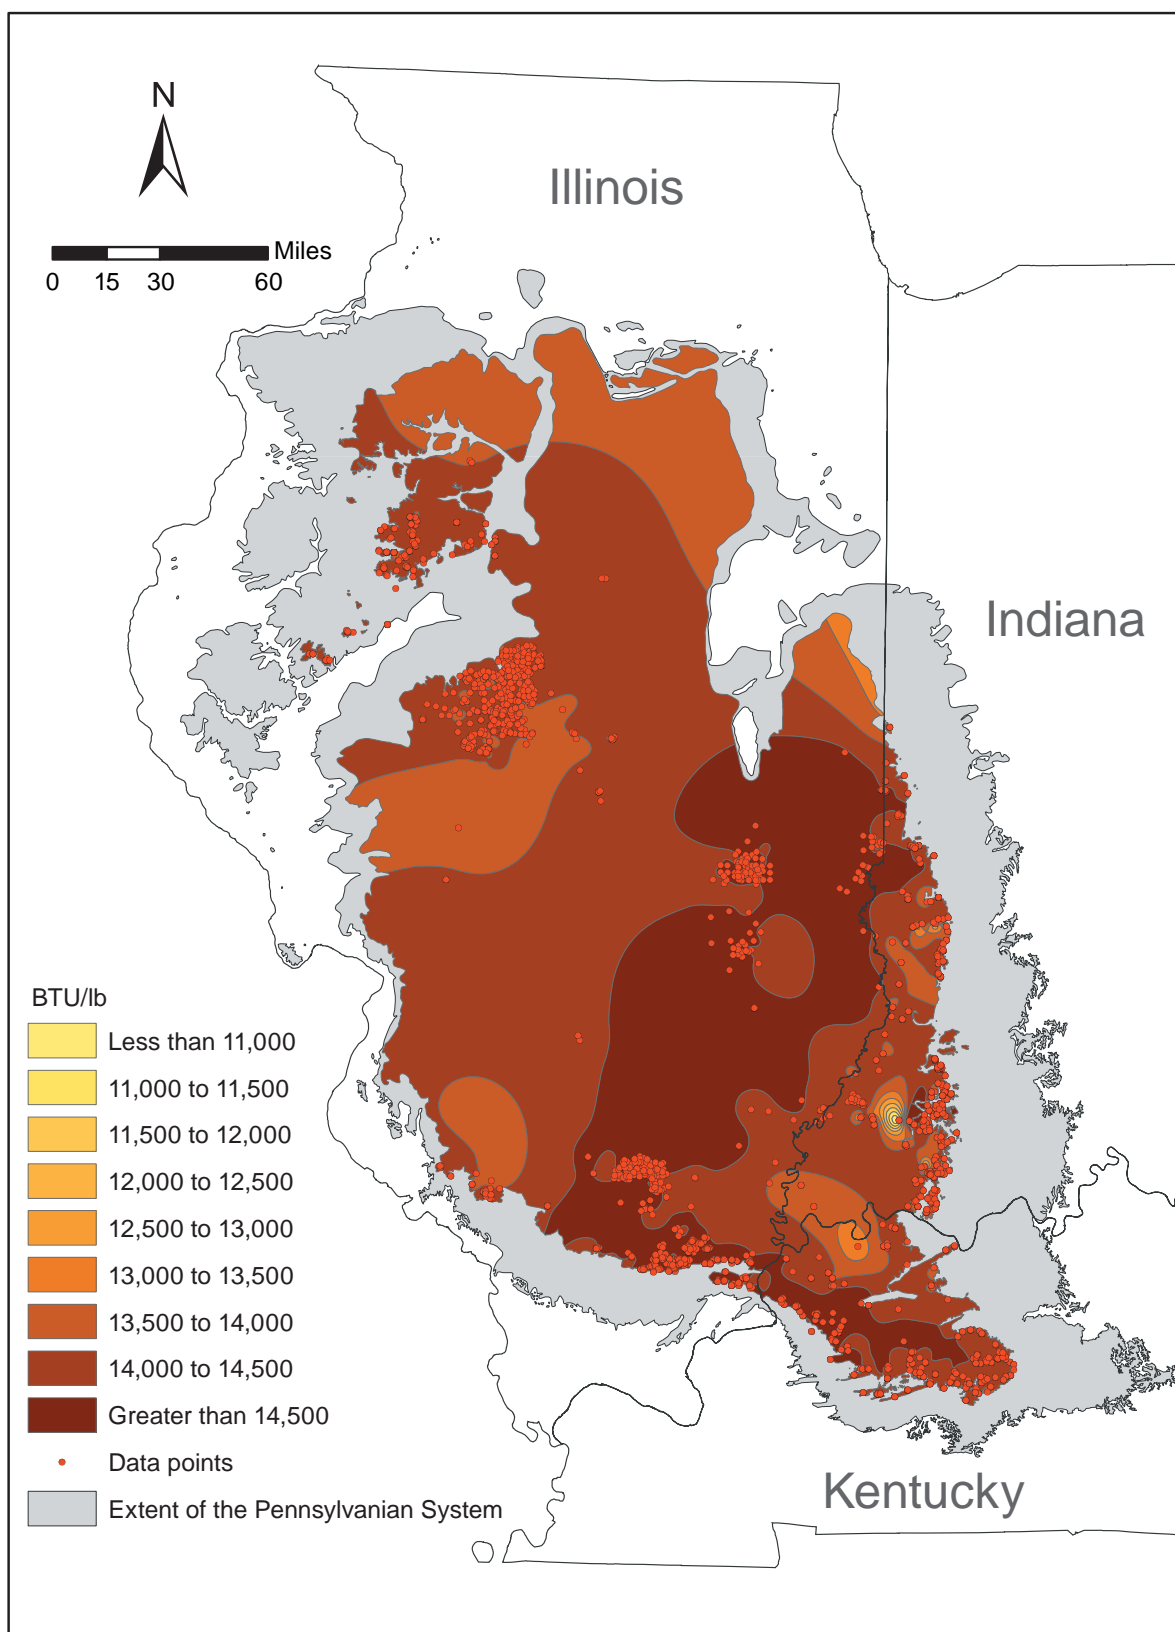 N
Illinois
Miles
0 15 30 60
Indiana
BTU/lb
Less than 11,000
11,000 to 11,500
11,500 to 12,000
12,000 to 12,500
12,500 to 13,000
13,000 to 13,500
13,500 to 14,000
14,000 to 14,500
Greater than 14,500
Data points
Extent of the Pennsylvanian System
Kentucky